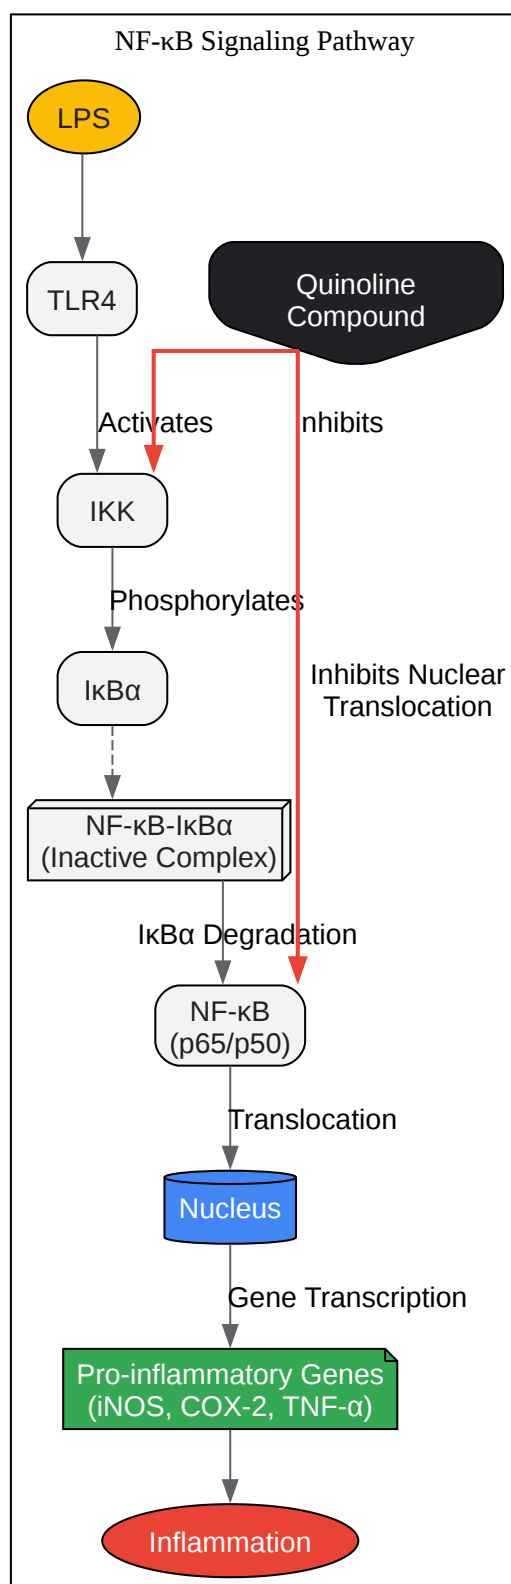 NF-κB Signaling Pathway
LPS
TLR4
Quinoline
Compound
Activates
Inhibits
IKK
Phosphorylates
IκBα
Inhibits Nuclear
Translocation
NF-κB-IκBα
(Inactive Complex)
IκBα Degradation
NF-κB
(p65/p50)
Translocation
Nucleus
Gene Transcription
Pro-inflammatory Genes
(iNOS, COX-2, TNF-α)
Inflammation